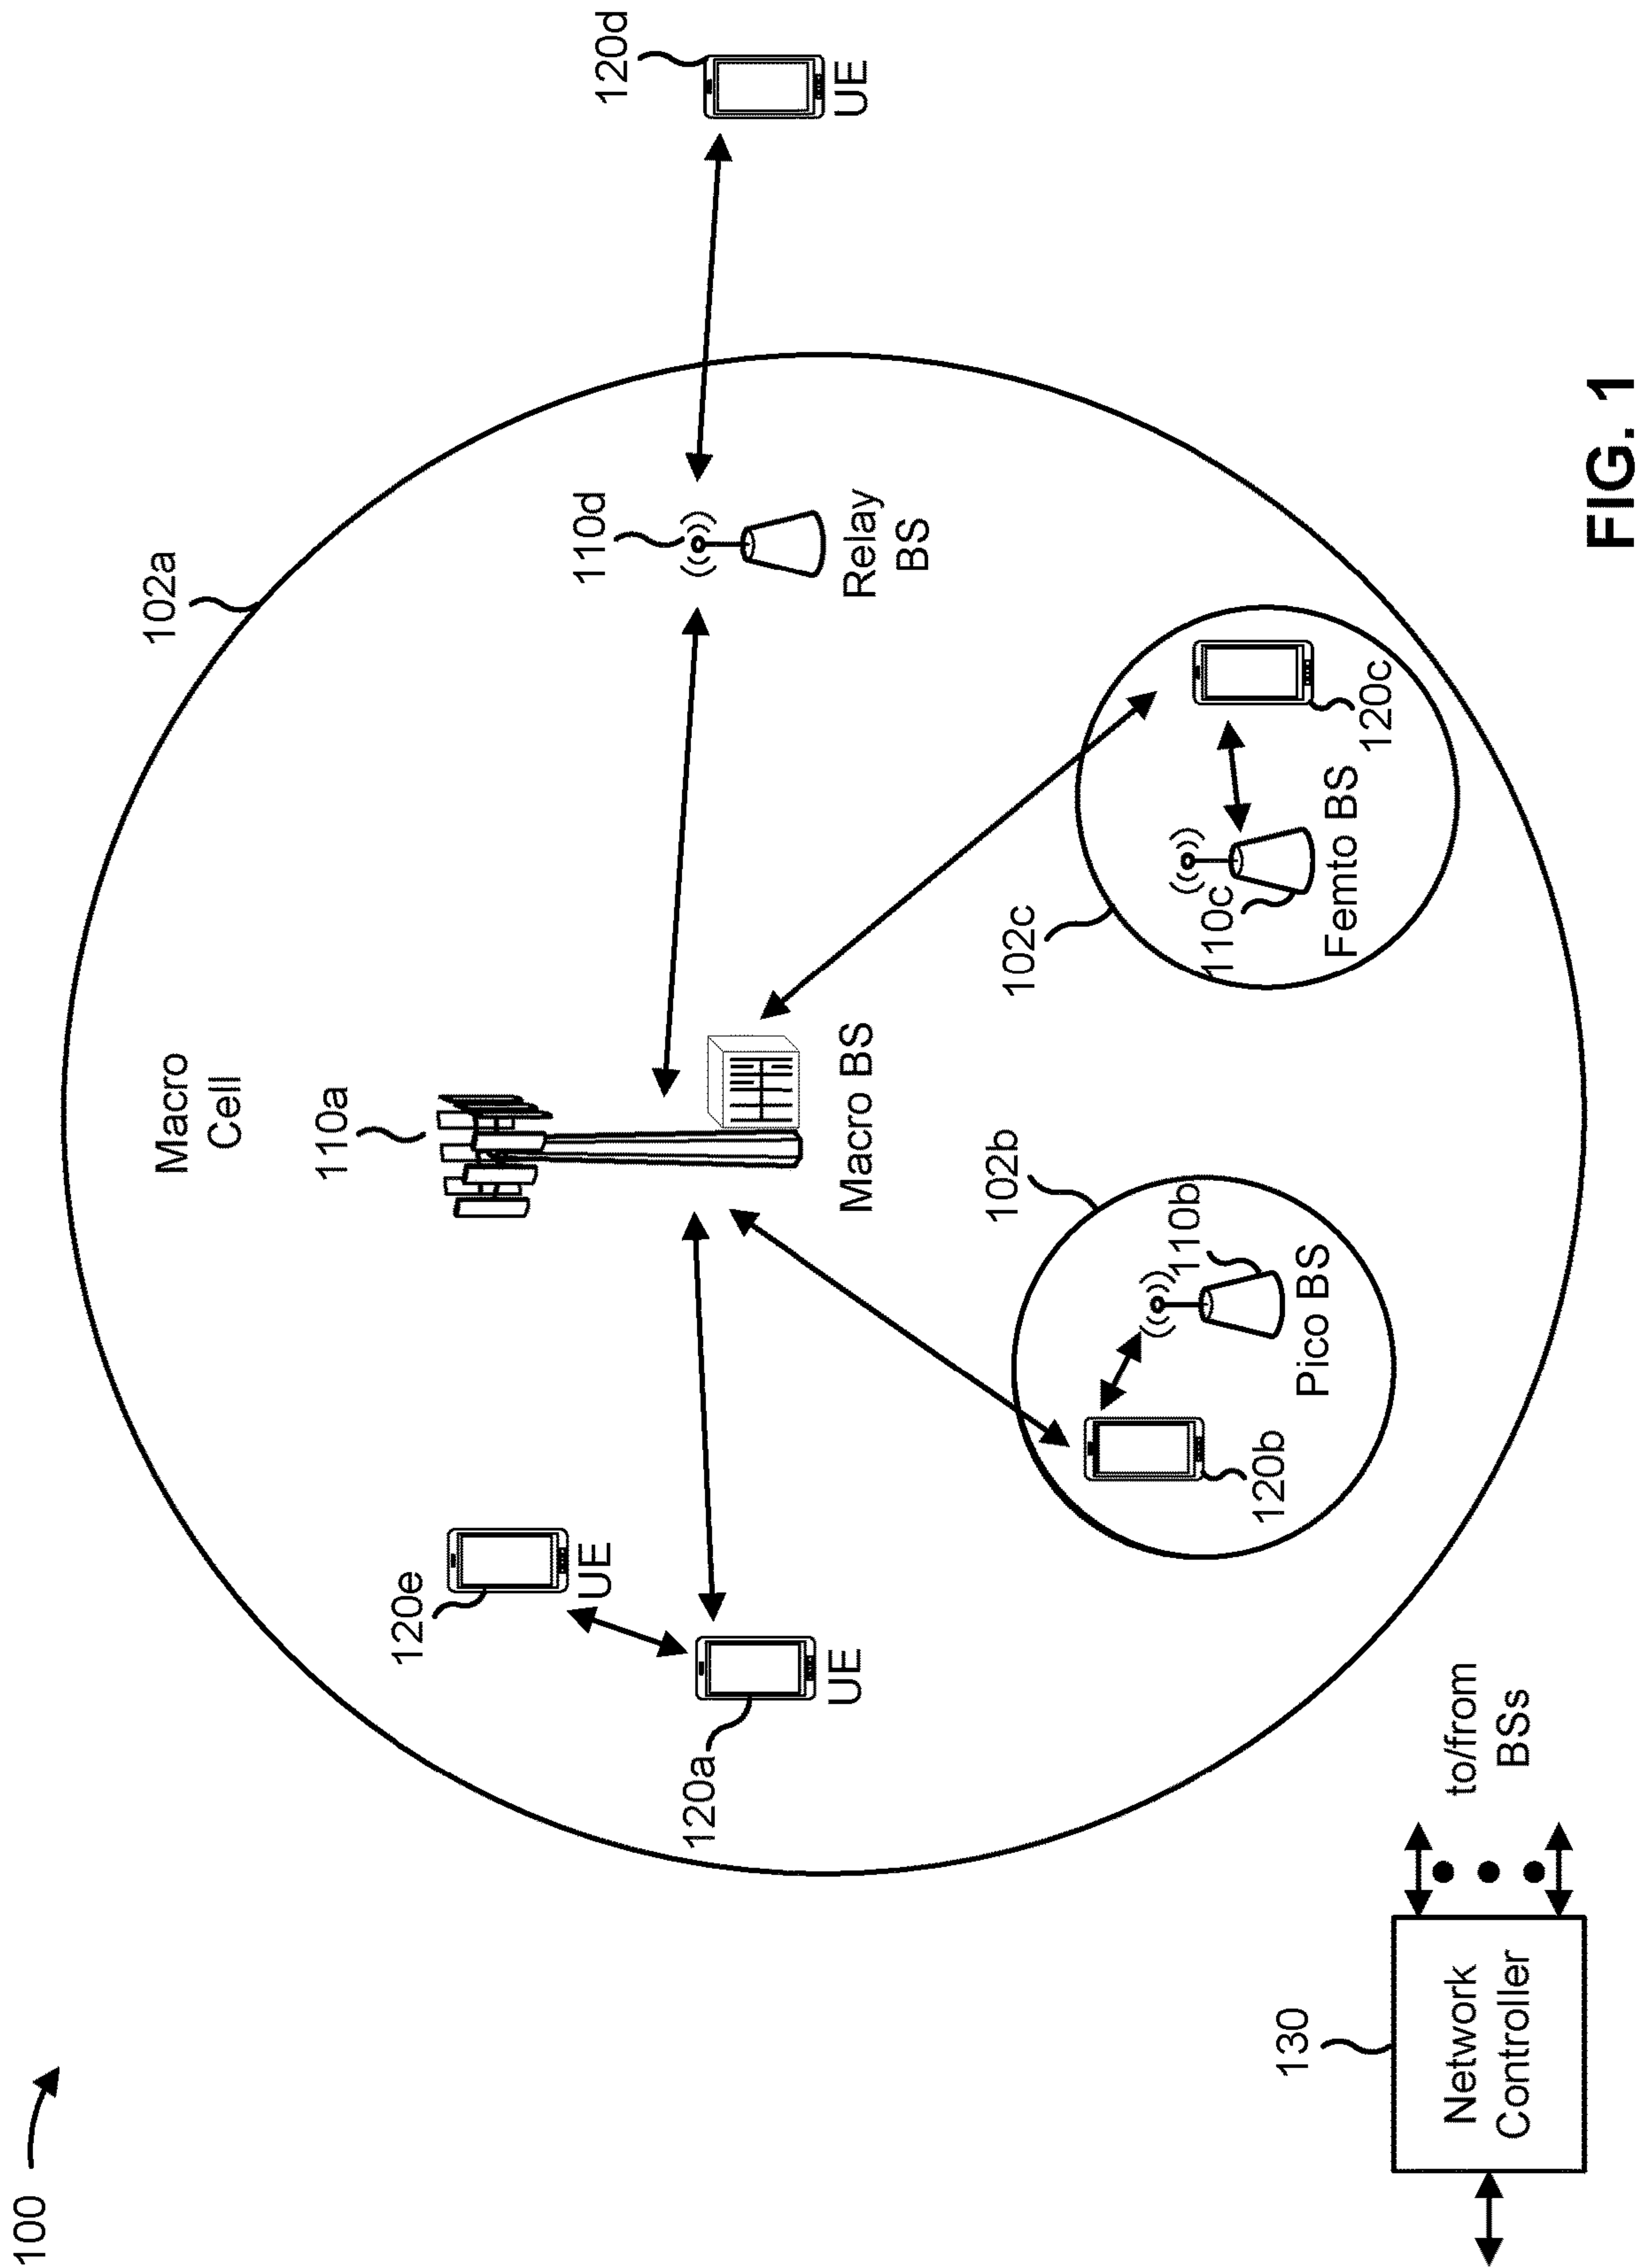 100
102a
Macro
Cell
110a
120d
UE
110d
Relay
BS
120e
UE
120a
UE
Macro BS
102c
102b
110c
Femto BS
120c
110b
Pico BS
120b
130
Network
Controller
to/from
BSs
FIG. 1